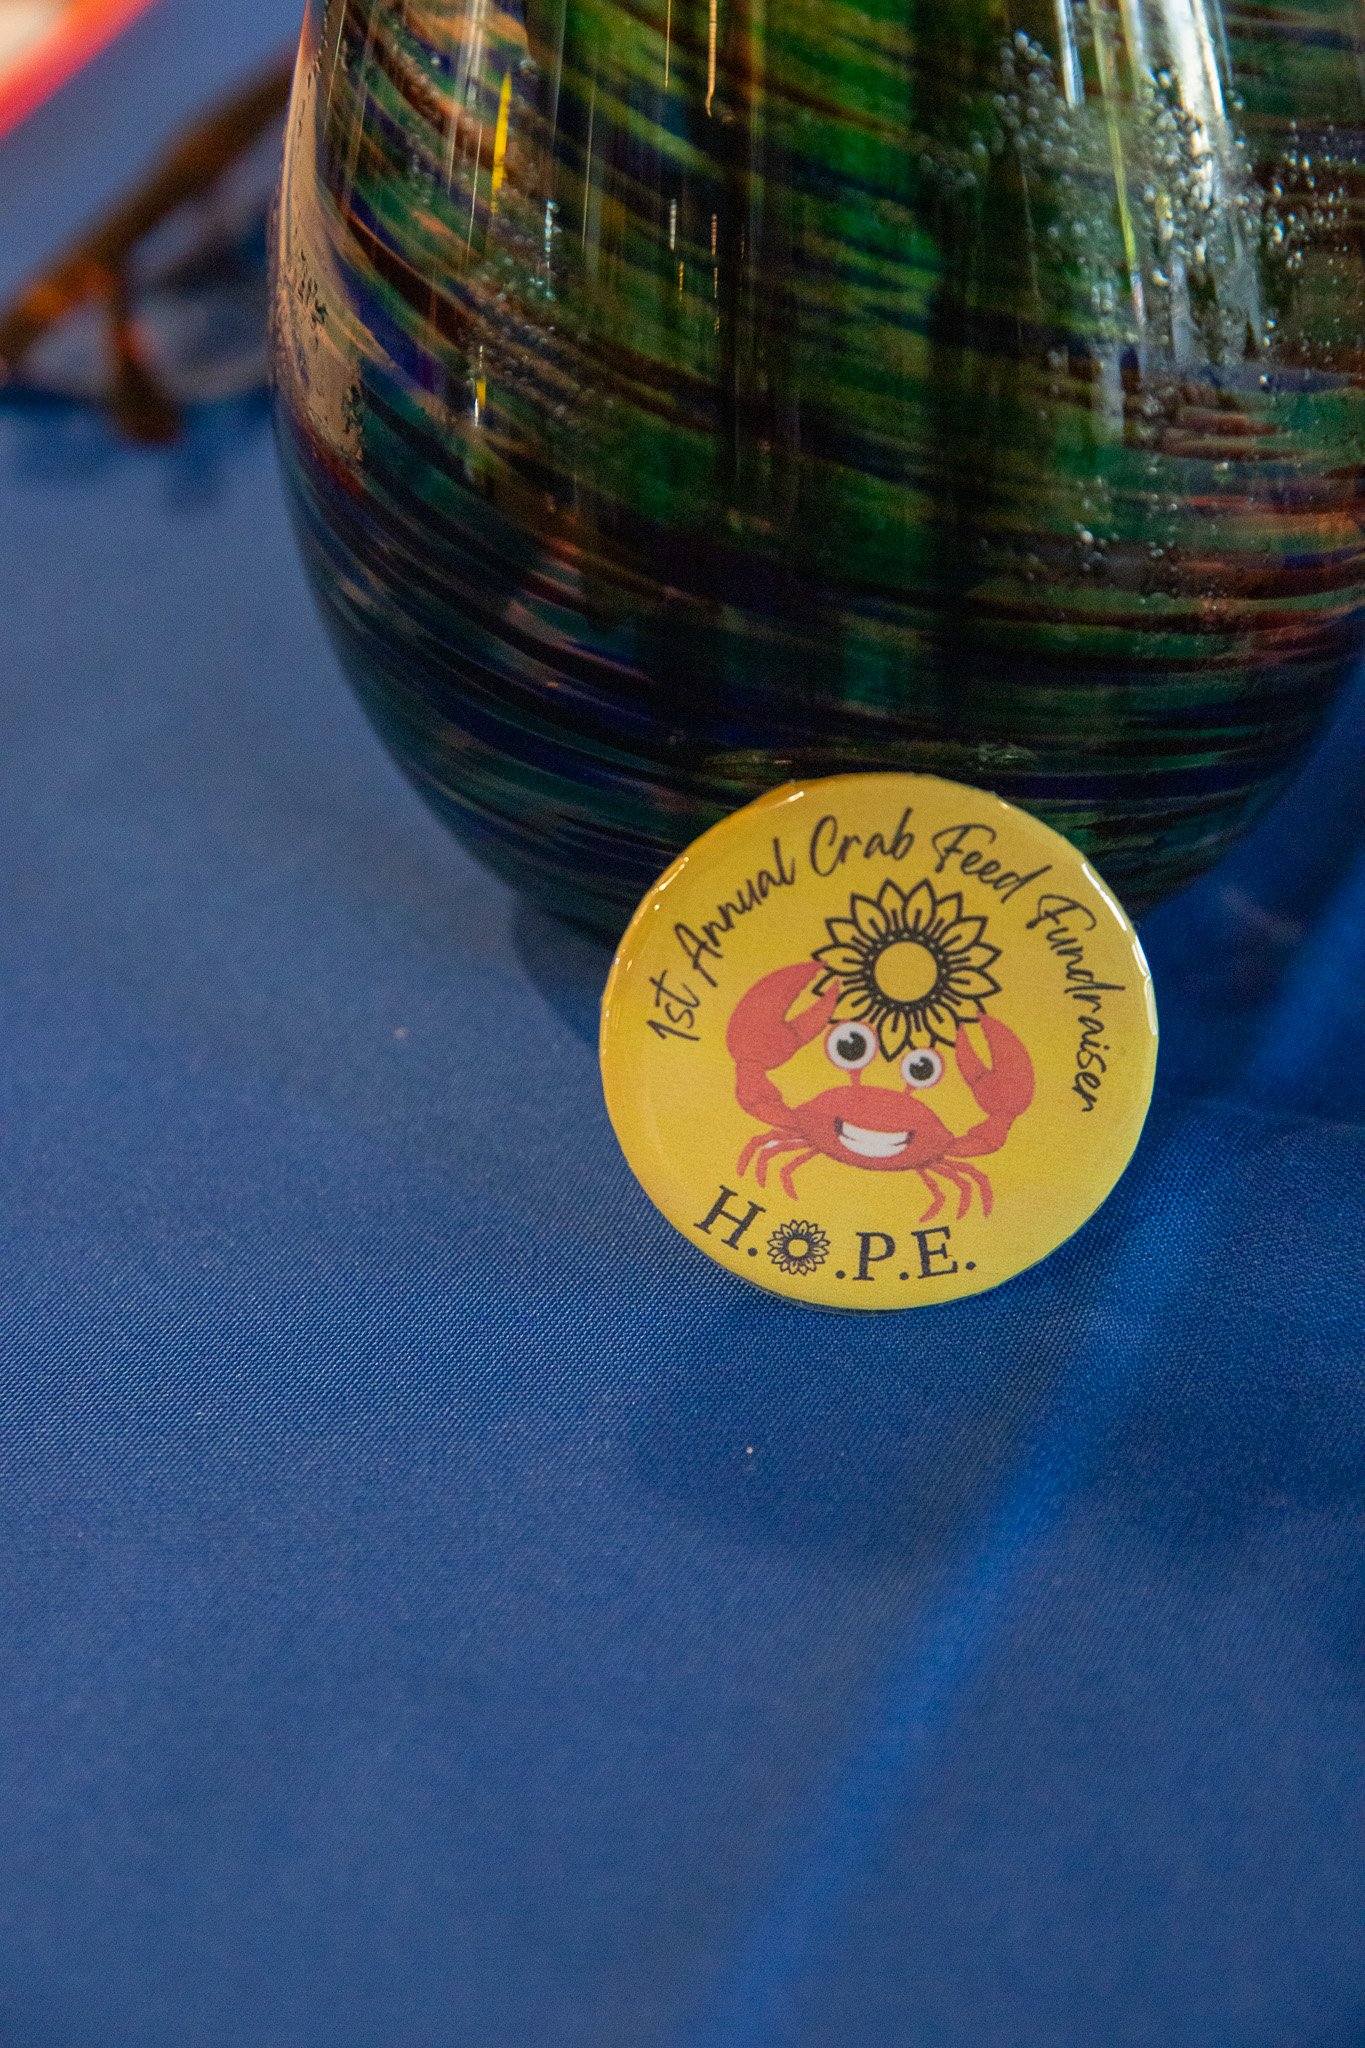 1st Annual Crab Feed Fundraiser
H.O.P.E.